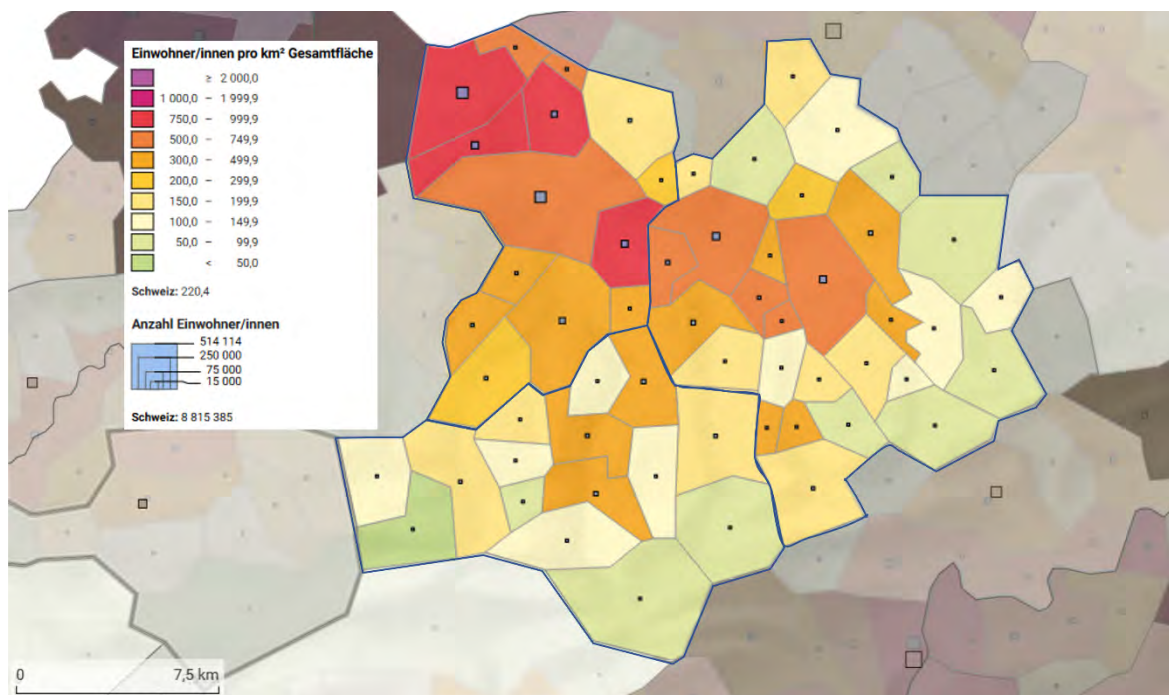 Einwohner/innen pro km² Gesamtfläche
≥ 2 000,0
1 000,0 – 1 999,9
750,0 – 999,9
500,0 – 749,9
300,0 – 499,9
200,0 – 299,9
150,0 – 199,9
100,0 – 149,9
50,0 – 99,9
< 50,0
Schweiz: 220,4
Anzahl Einwohner/innen
514 114
250 000
75 000
15 000
Schweiz: 8 815 385
0 7,5 km